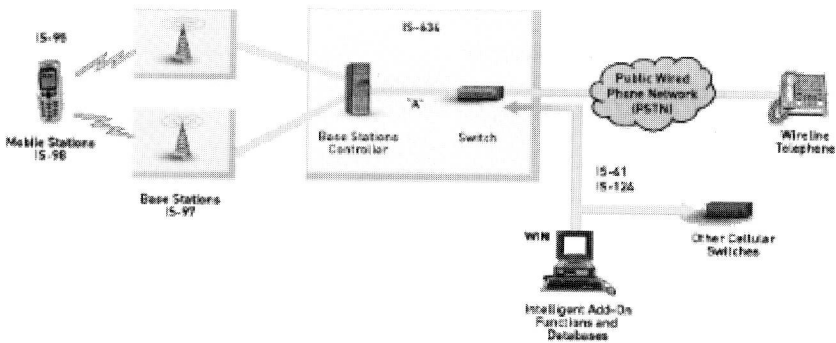 IS-95
Mobile Stations
IS-98
Base Stations
IS-97
IS-634
Base Stations
Controller
"A"
Switch
Public Wired
Phone Network
(PSTN)
Wireline
Telephone
IS-41
IS-124
WIN
Other Cellular
Switches
Intelligent Add-On
Functions and
Databases